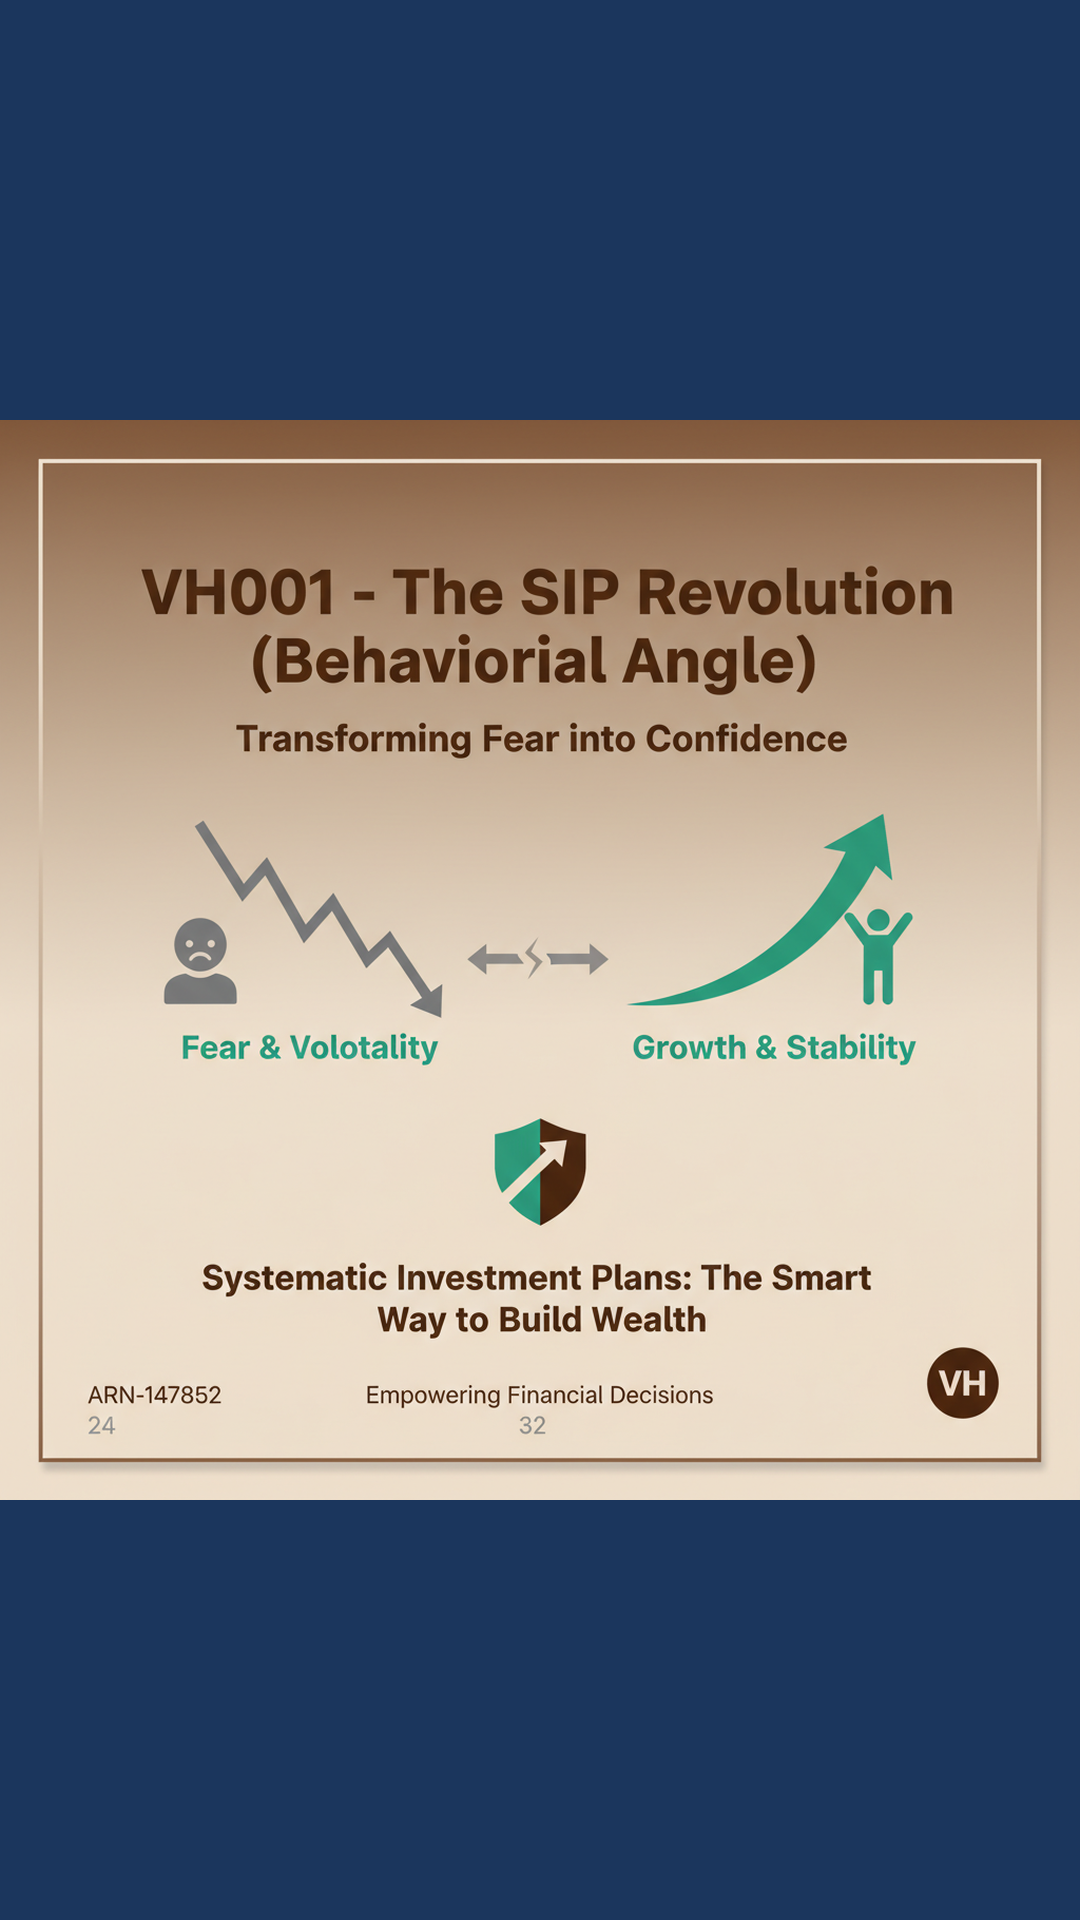 VH001 - The SIP Revolution
(Behaviorial Angle)
Transforming Fear into Confidence
Fear & Volotality
Growth & Stability
Systematic Investment Plans: The Smart
Way to Build Wealth
VH
ARN-147852
Empowering Financial Decisions
24
32